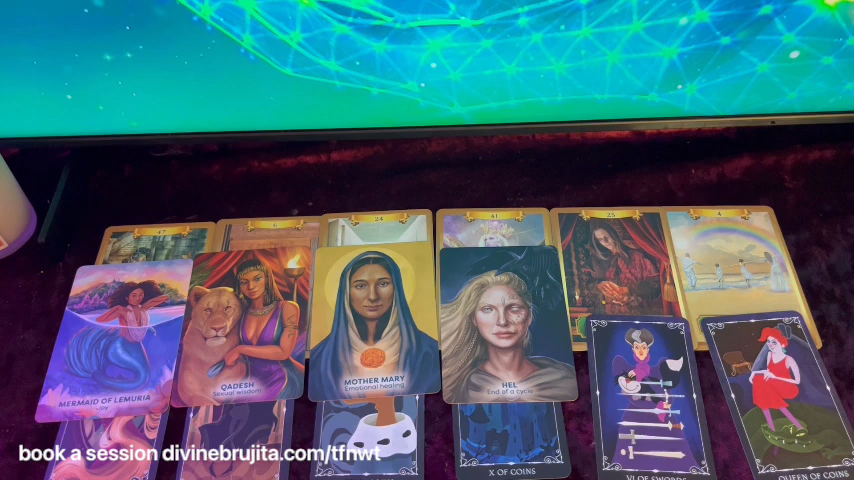 47
6
24
41
25
4
MERMAID OF LEMURIA
Joy
QADESH
Sexual wisdom
MOTHER MARY
Emotional healing
HEL
End of a cycle
book a session divinebrujita.com/tfnwt
X OF COINS
VI OF SWORDS
QUEEN OF COINS